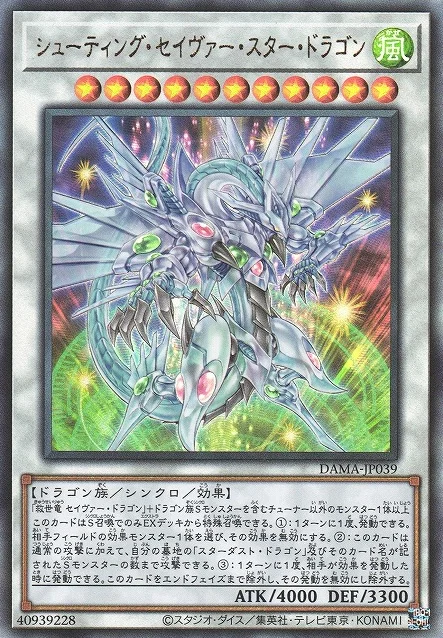 シューティング・セイヴァー・スター・ドラゴン
風
DAMA-JP039
【ドラゴン族／シンクロ／効果】
「救世竜 セイヴァー・ドラゴン」＋ドラゴン族Ｓモンスターを含むチューナー以外のモンスター1体以上
このカードはＳ召喚でのみEXデッキから特殊召喚できる。①：1ターンに1度、発動できる。
相手フィールドの効果モンスター1体を選び、その効果を無効にする。②：このカードは
通常の攻撃に加えて、自分の墓地の「スターダスト・ドラゴン」及びそのカード名が記
されたＳモンスターの数まで攻撃できる。③：1ターンに1度、相手が効果を発動した
時に発動できる。このカードをエンドフェイズまで除外し、その発動を無効にし除外する。
ATK/4000 DEF/3300
40939228
©スタジオ・ダイス／集英社・テレビ東京・KONAMI